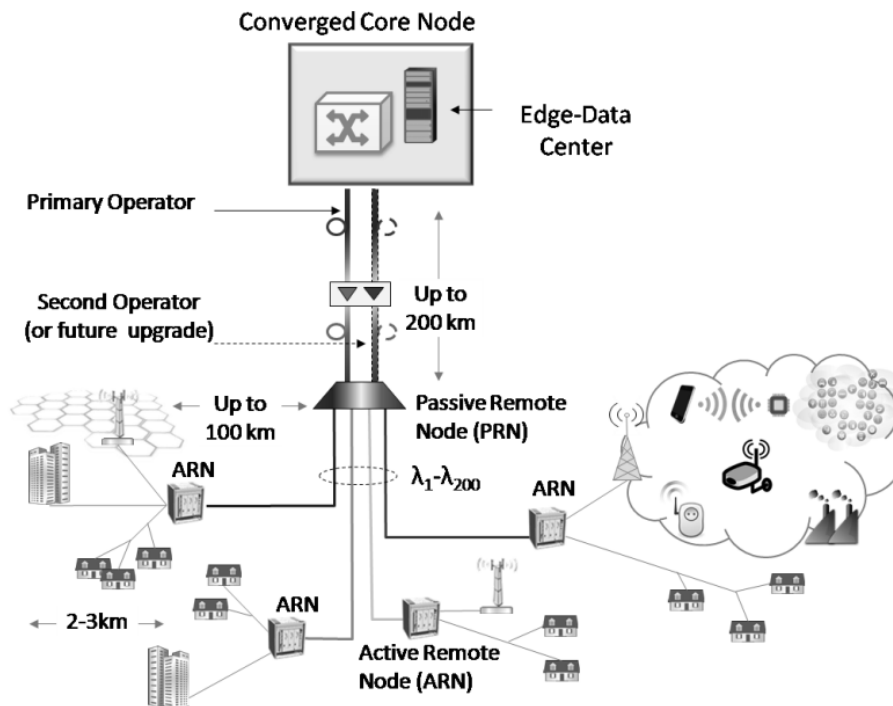 Converged Core Node
Edge-Data
Center
Primary Operator
Second Operator
(or future upgrade)
Up to
200 km
Up to
100 km
Passive Remote
Node (PRN)
λ1-λ200
ARN
ARN
ARN
2-3km
Active Remote
Node (ARN)